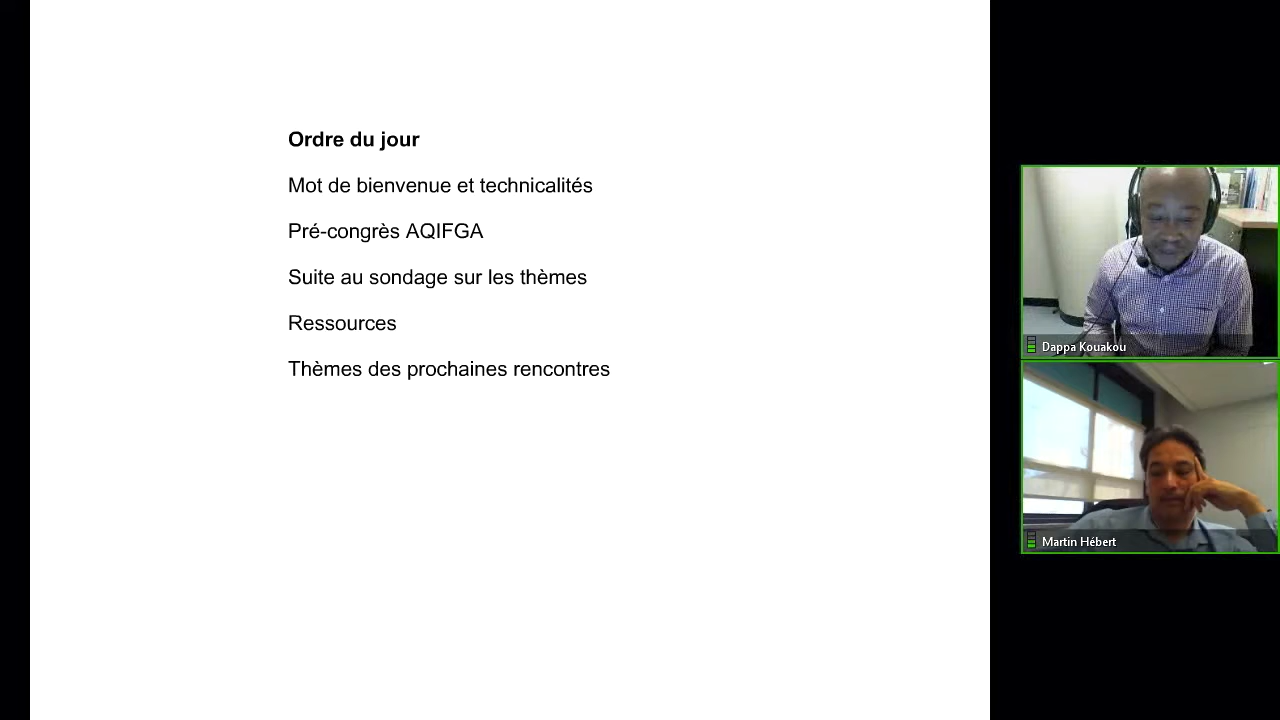 Ordre du jour
Mot de bienvenue et technicalités
Pré-congrès AQIFGA
Suite au sondage sur les thèmes
Ressources
Thèmes des prochaines rencontres
Dappa Kouakou
Martin Hébert